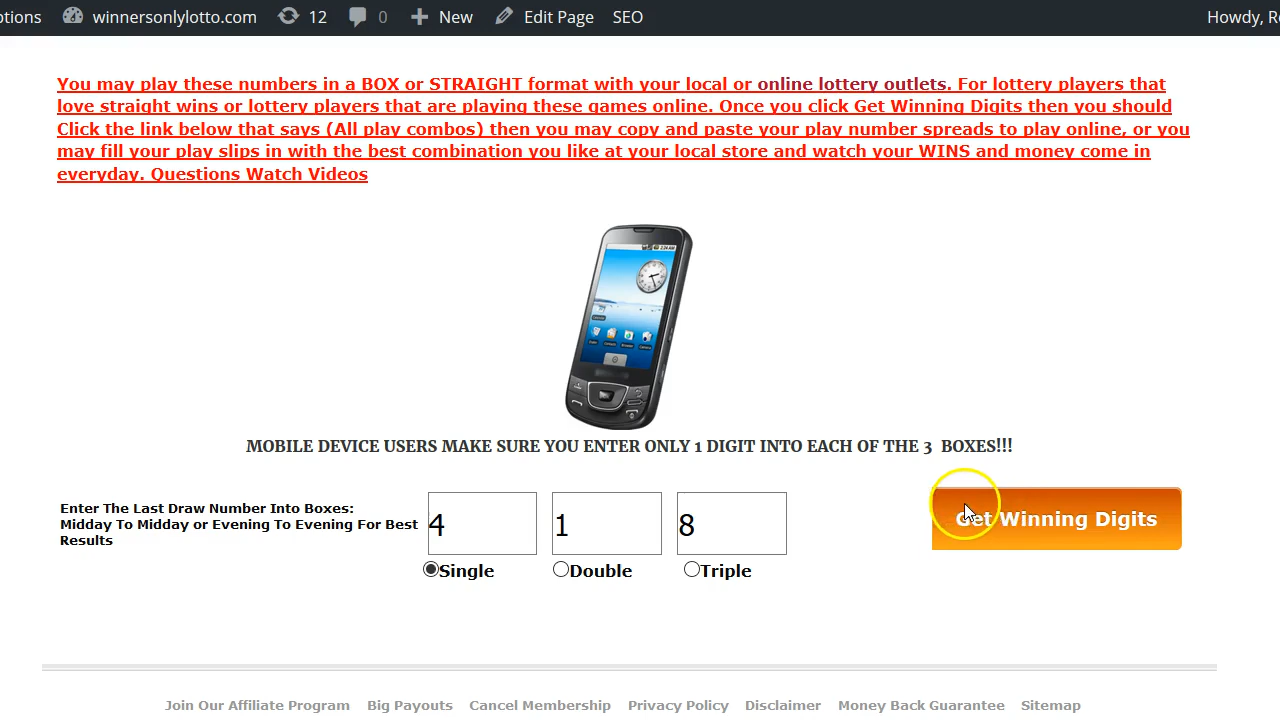 ptions winnersonlylotto.com 12 0 New Edit Page SEO Howdy, R
You may play these numbers in a BOX or STRAIGHT format with your local or online lottery outlets. For lottery players that
love straight wins or lottery players that are playing these games online. Once you click Get Winning Digits then you should
Click the link below that says (All play combos) then you may copy and paste your play number spreads to play online, or you
may fill your play slips in with the best combination you like at your local store and watch your WINS and money come in
everyday. Questions Watch Videos
MOBILE DEVICE USERS MAKE SURE YOU ENTER ONLY 1 DIGIT INTO EACH OF THE 3 BOXES!!!
Enter The Last Draw Number Into Boxes:
Midday To Midday or Evening To Evening For Best
Results
4 1 8
Get Winning Digits
Single Double Triple
Join Our Affiliate Program Big Payouts Cancel Membership Privacy Policy Disclaimer Money Back Guarantee Sitemap